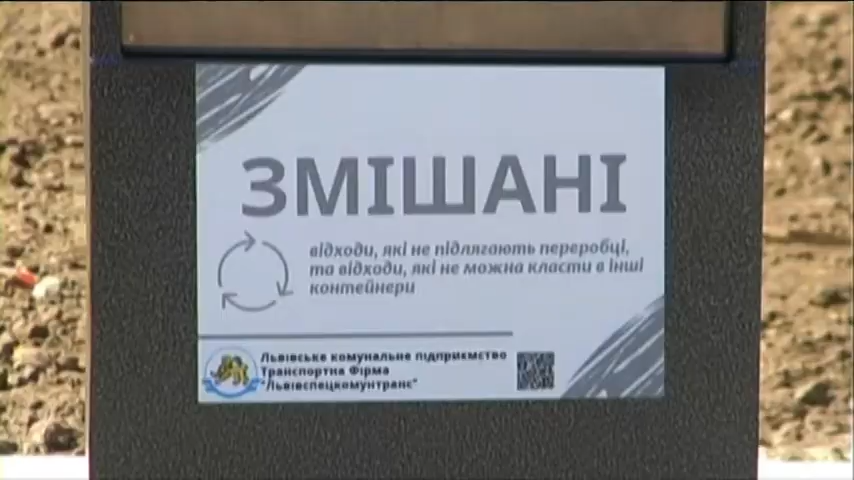 ЗМІШАНІ
відходи, які не підлягають переробці,
та відходи, які не можна класти в інші
контейнери
Львівське комунальне підприємство
Транспортна Фірма
"Львівспецкомунтранс"